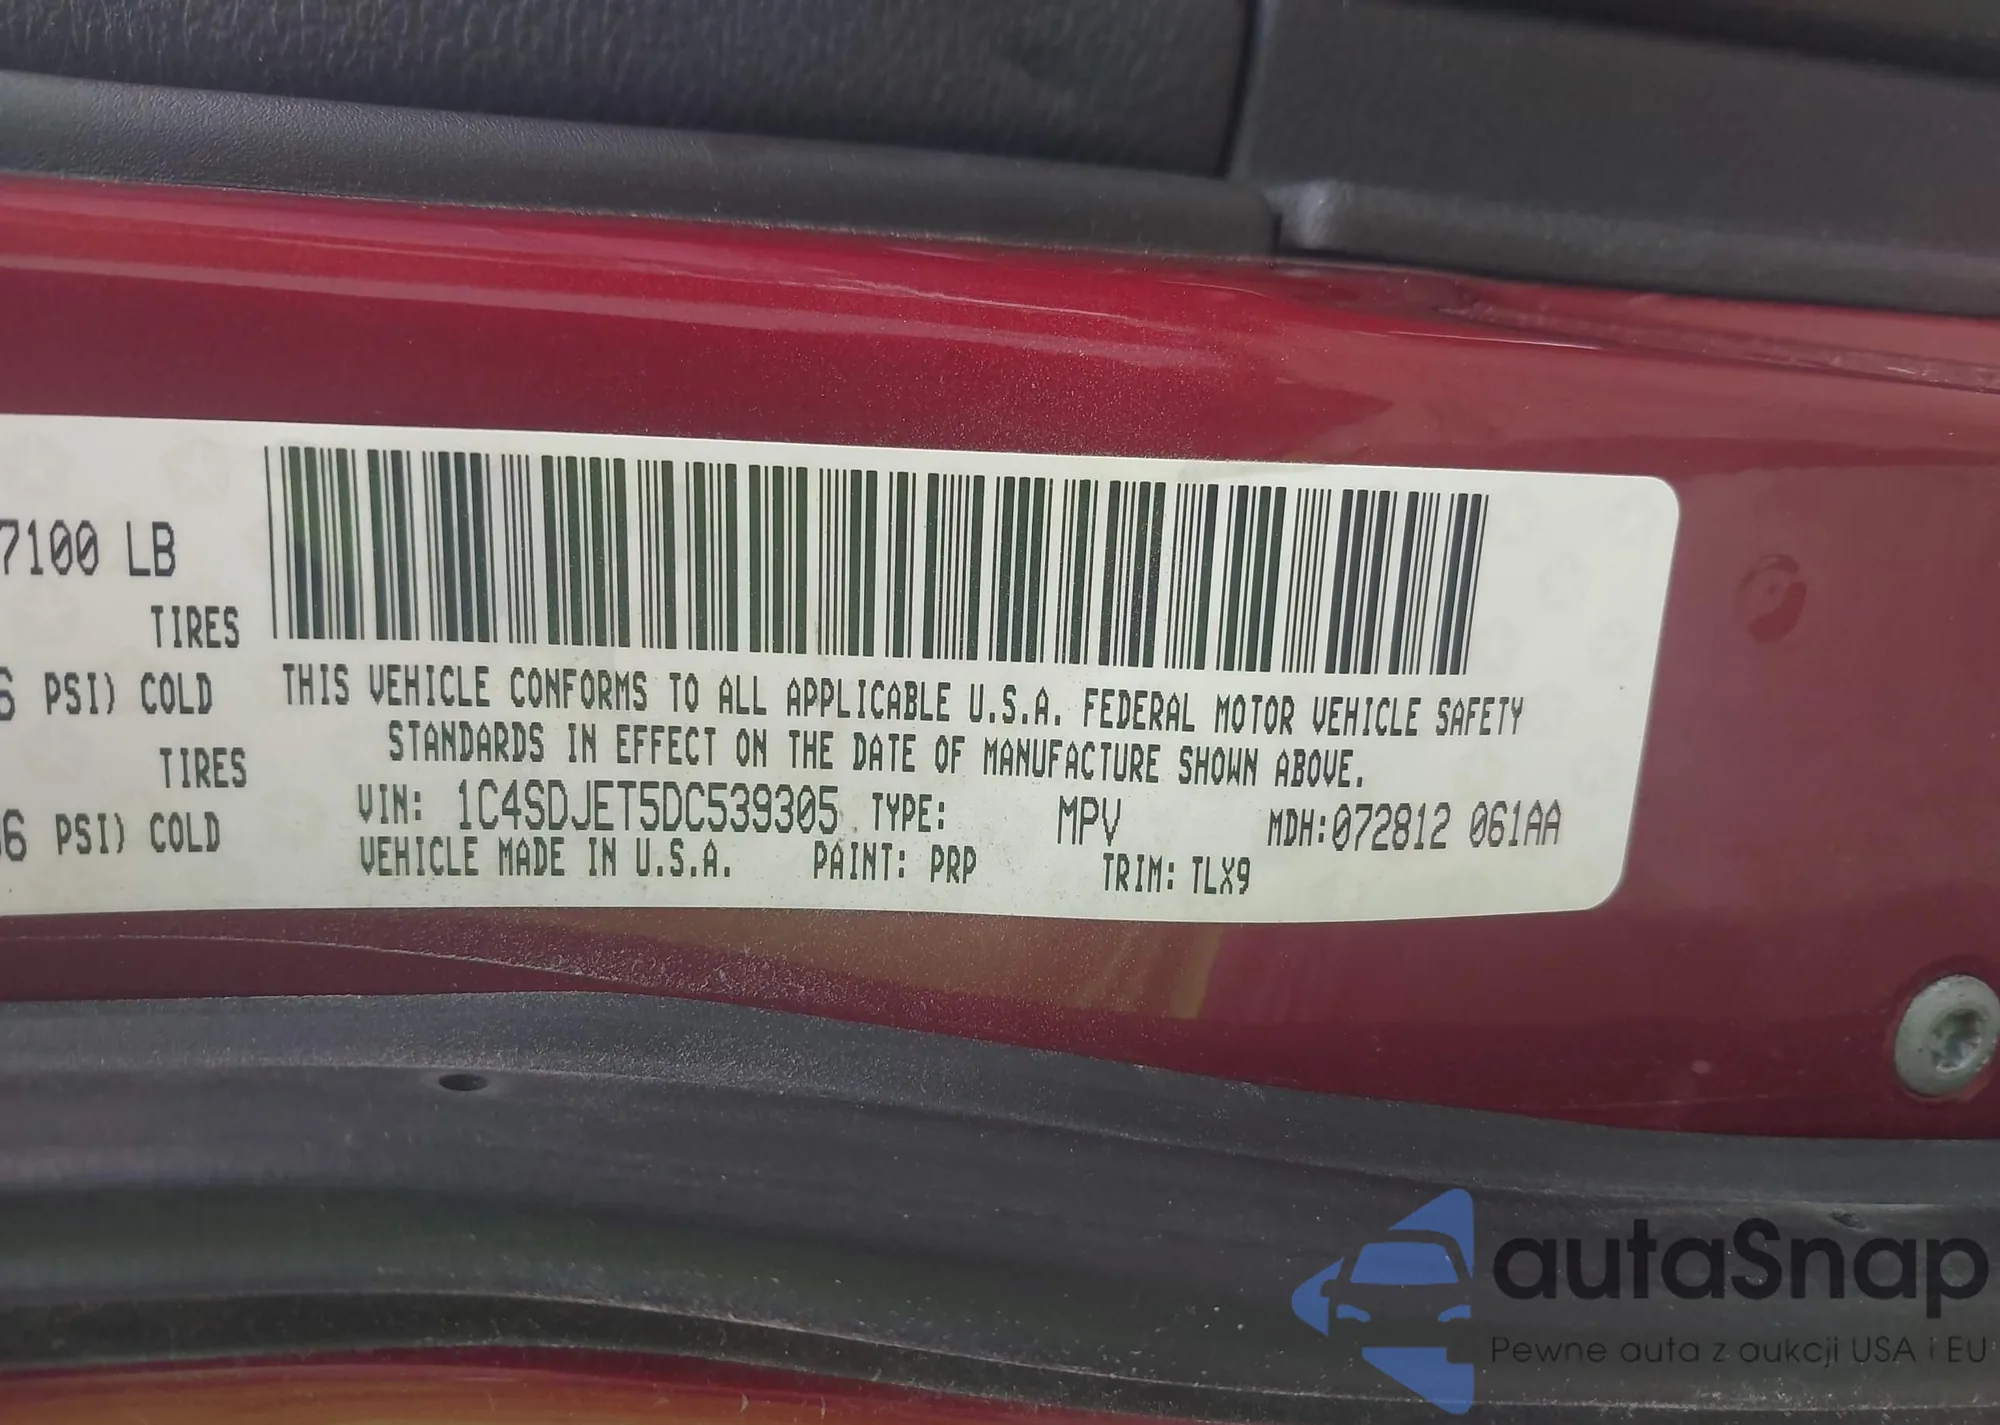 7100 LB
TIRES
6 PSI) COLD
TIRES
36 PSI) COLD
THIS VEHICLE CONFORMS TO ALL APPLICABLE U.S.A. FEDERAL MOTOR VEHICLE SAFETY
STANDARDS IN EFFECT ON THE DATE OF MANUFACTURE SHOWN ABOVE.
VIN: 1C4SDJET5DC539305 TYPE: MPV MDH:072812 061AA
VEHICLE MADE IN U.S.A. PAINT: PRP TRIM: TLX9
autaSnap
Pewne auta z aukcji USA i EU